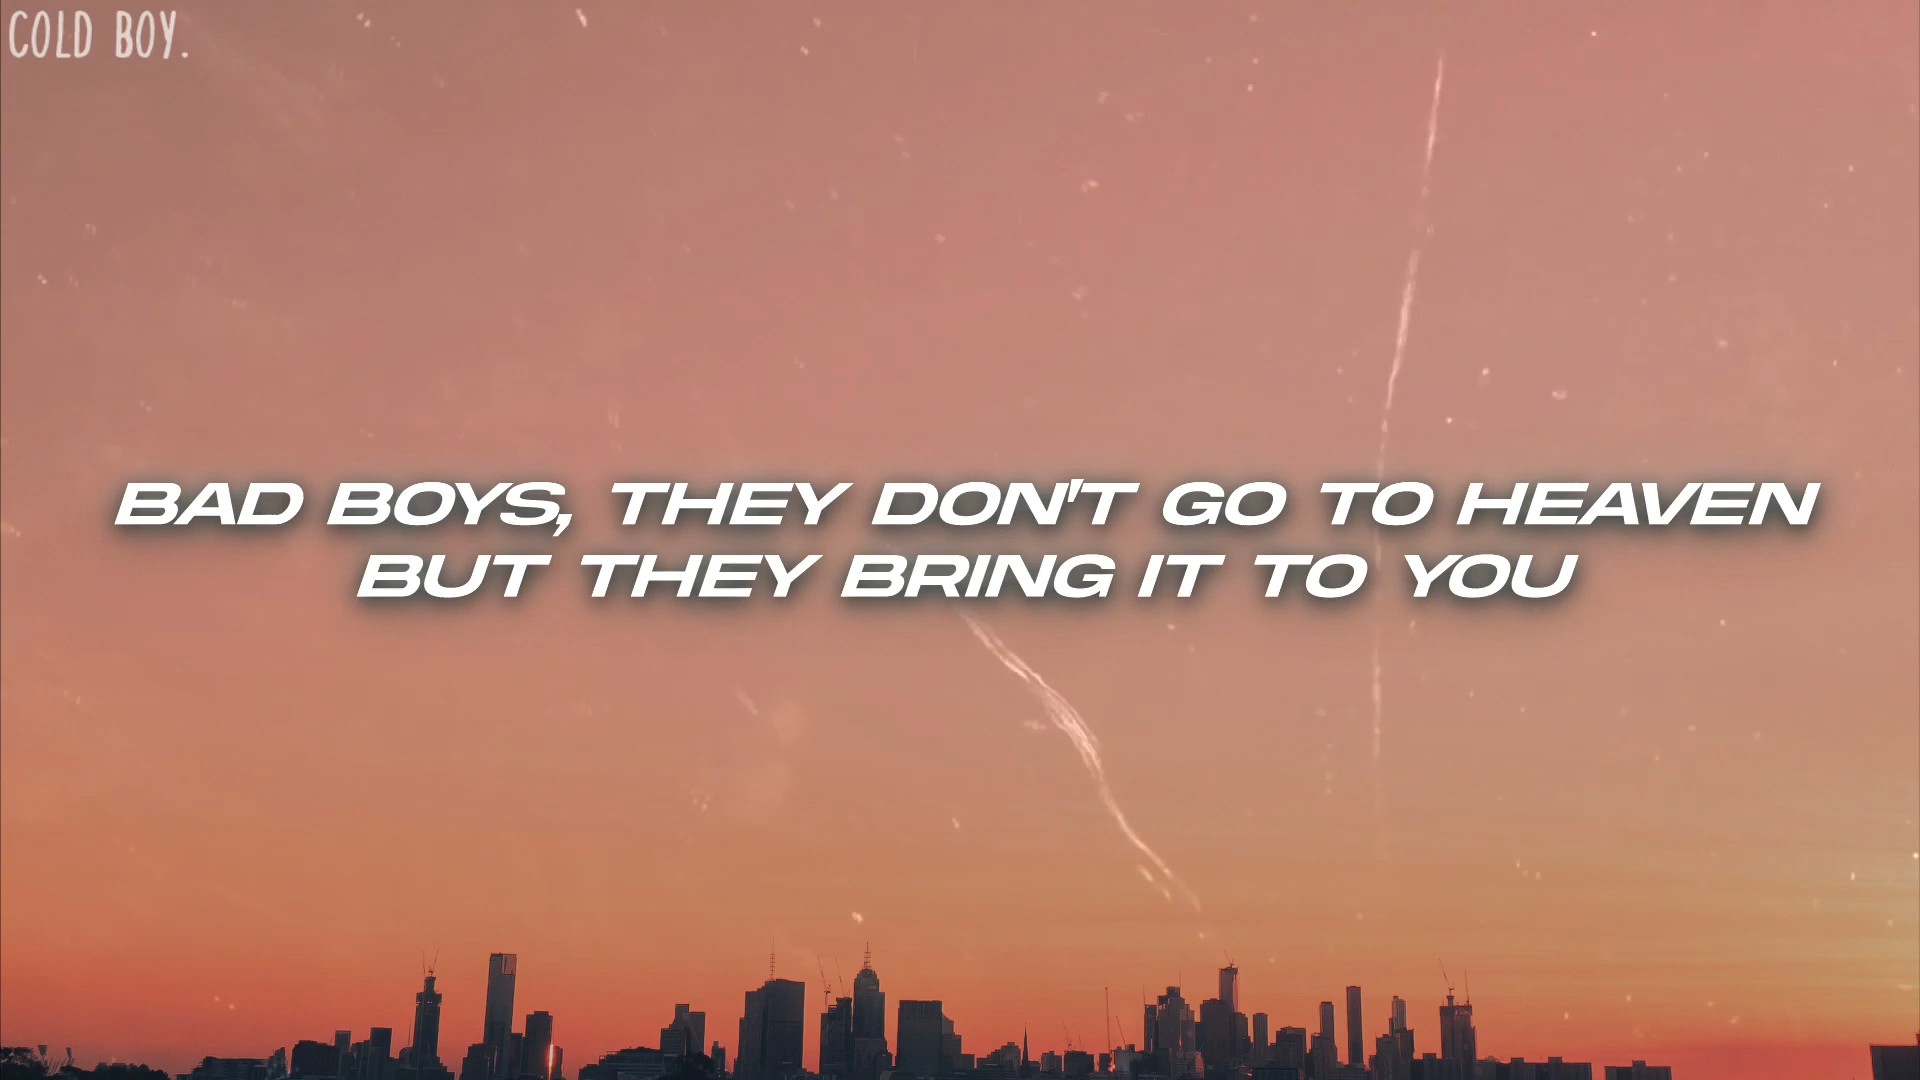 COLD BOY.
BAD BOYS, THEY DON'T GO TO HEAVEN
BUT THEY BRING IT TO YOU